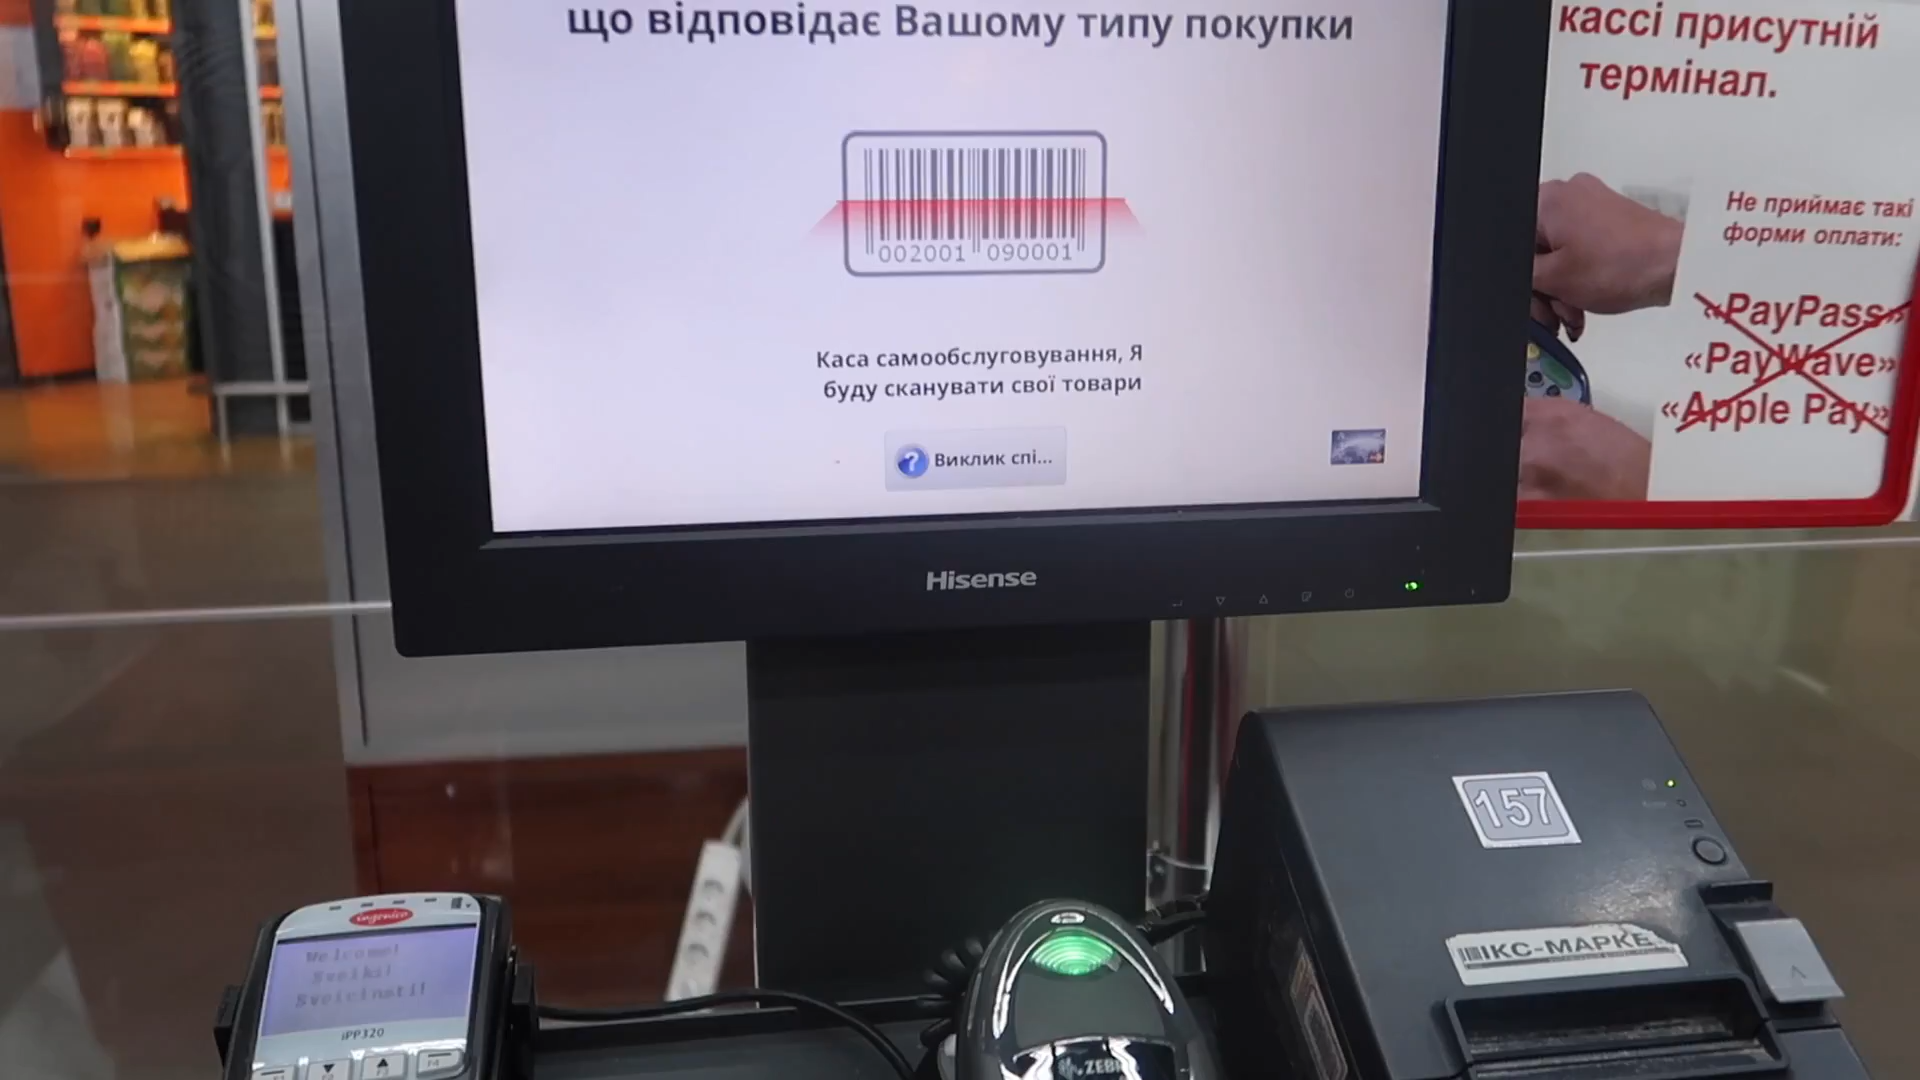 що відповідає Вашому типу покупки
002001 090001
Каса самообслуговування, Я
буду сканувати свої товари
Виклик спі...
Hisense
кассі присутній
термінал.
Не приймає такі
форми оплати:
«PayPass»
«PayWave»
«Apple Pay»
157
ІКС-МАРКЕ
ingenico
Welcome!
Sveiki!
Sveicinati!
iPP320
ZEBR